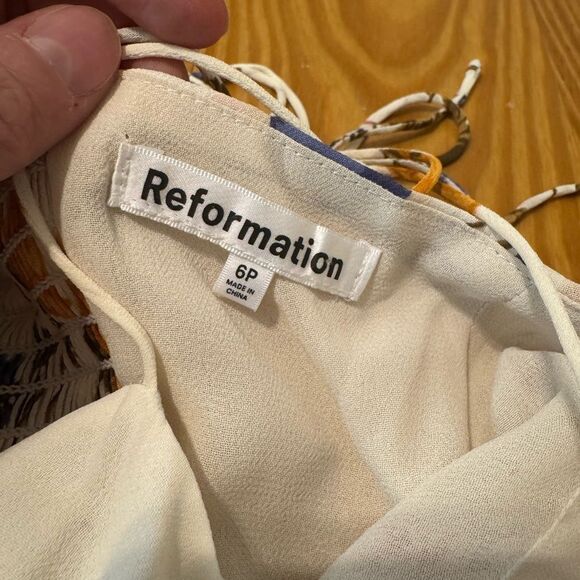 Reformation
6P
MADE IN
CHINA